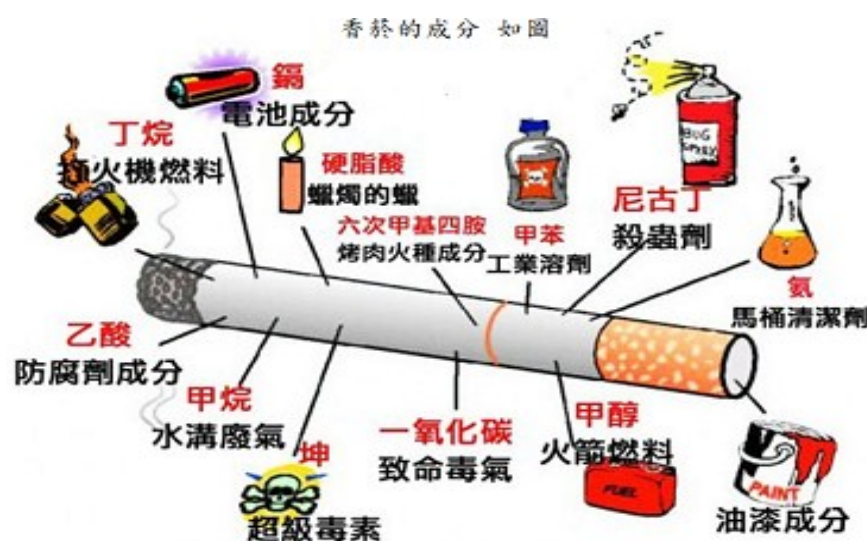 香菸的成分 如圖
鎘
電池成分
丁烷
打火機燃料
硬脂酸
蠟燭的蠟
六次甲基四胺
烤肉火種成分
甲苯
工業溶劑
BUG
SPRAY
尼古丁
殺蟲劑
氨
馬桶清潔劑
乙酸
防腐劑成分
甲烷
水溝廢氣
坤
超級毒素
一氧化碳
致命毒氣
甲醇
火箭燃料
FUEL
PAINT
油漆成分